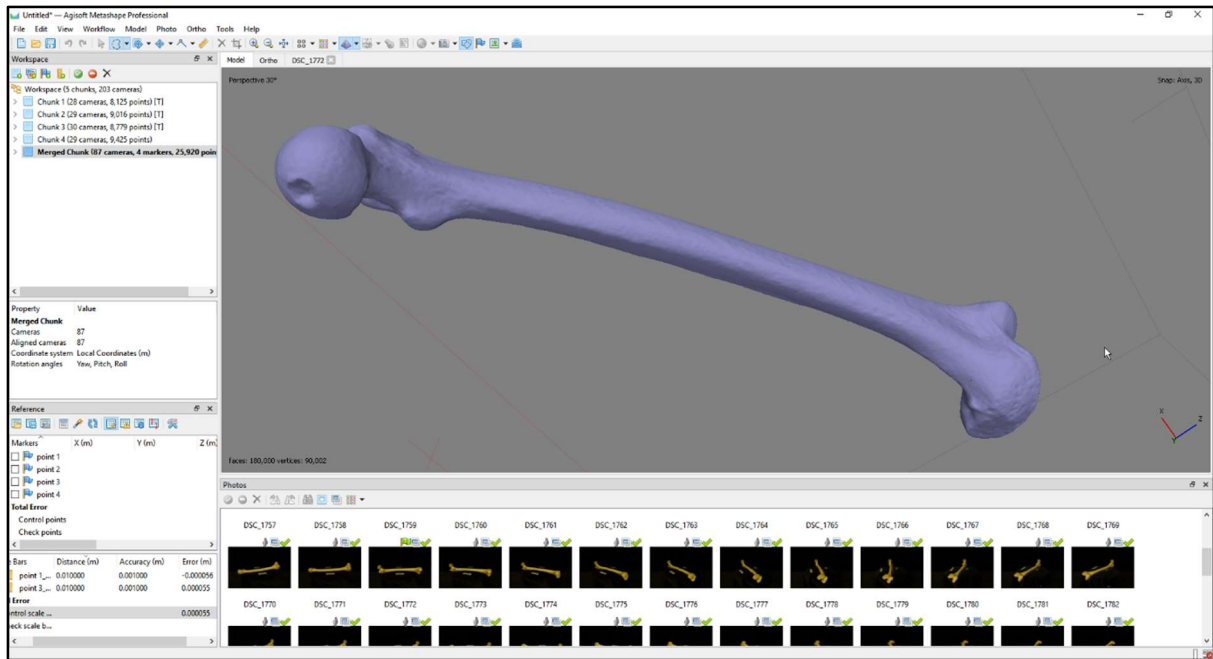 Untitled* — Agisoft Metashape Professional
File Edit View Workflow Model Photo Ortho Tools Help
Workspace
Workspace (5 chunks, 203 cameras)
Chunk 1 (28 cameras, 8,125 points) [T]
Chunk 2 (29 cameras, 9,016 points) [T]
Chunk 3 (30 cameras, 8,779 points) [T]
Chunk 4 (29 cameras, 9,425 points)
Merged Chunk (87 cameras, 4 markers, 25,920 poin
Property Value
Merged Chunk
Cameras 87
Aligned cameras 87
Coordinate system Local Coordinates (m)
Rotation angles Yaw, Pitch, Roll
Reference
Markers X (m) Y (m) Z (m)
point 1
point 2
point 3
point 4
Total Error
Control points
Check points
Bars Distance (m) Accuracy (m) Error (m)
point 1_... 0.010000 0.001000 -0.000056
point 3_... 0.010000 0.001000 0.000055
l Error
ntrol scale ... 0.000055
eck scale b...
Model Ortho DSC_1772
Perspective 30°
Snap: Axis, 3D
X
Y
Z
faces: 180,000 vertices: 90,002
Photos
DSC_1757 DSC_1758 DSC_1759 DSC_1760 DSC_1761 DSC_1762 DSC_1763 DSC_1764 DSC_1765 DSC_1766 DSC_1767 DSC_1768 DSC_1769
DSC_1770 DSC_1771 DSC_1772 DSC_1773 DSC_1774 DSC_1775 DSC_1776 DSC_1777 DSC_1778 DSC_1779 DSC_1780 DSC_1781 DSC_1782